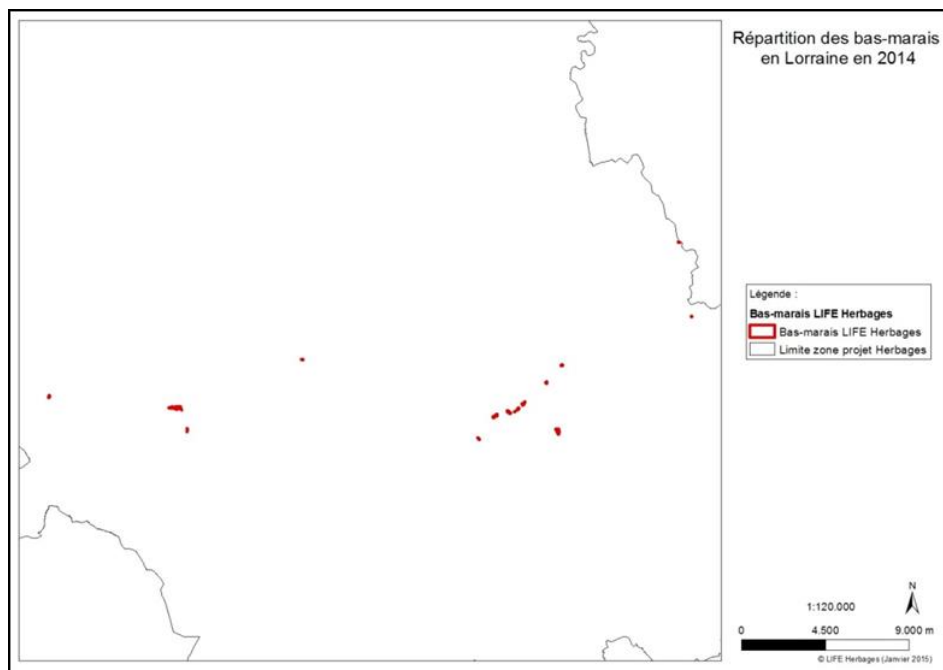 Répartition des bas-marais
en Lorraine en 2014
Légende :
Bas-marais LIFE Herbages
Bas-marais LIFE Herbages
Limite zone projet Herbages
N
1:120.000
0 4.500 9.000 m
© LIFE Herbages (Janvier 2015)